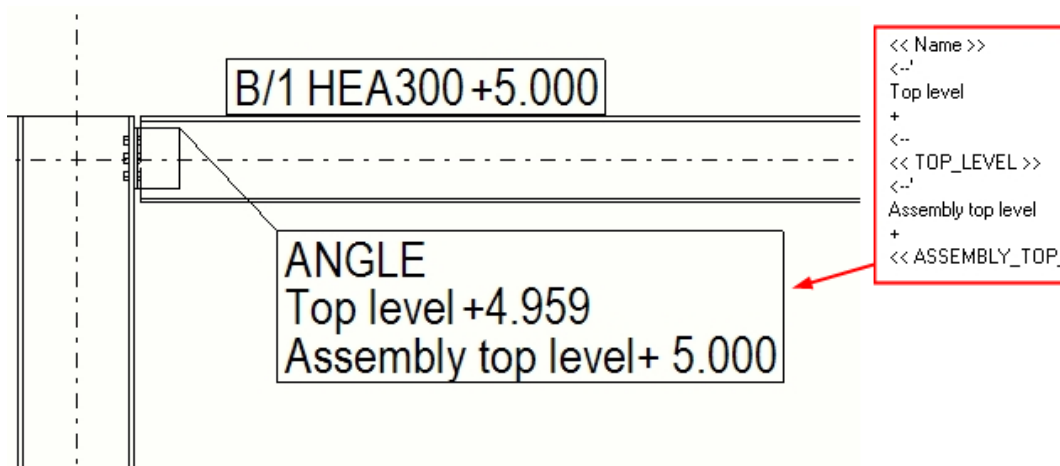 B/1 HEA300 +5.000
ANGLE
Top level +4.959
Assembly top level+ 5.000
<< Name >>
<--'
Top level
+
<--
<< TOP_LEVEL >>
<--'
Assembly top level
+
<< ASSEMBLY_TOP_